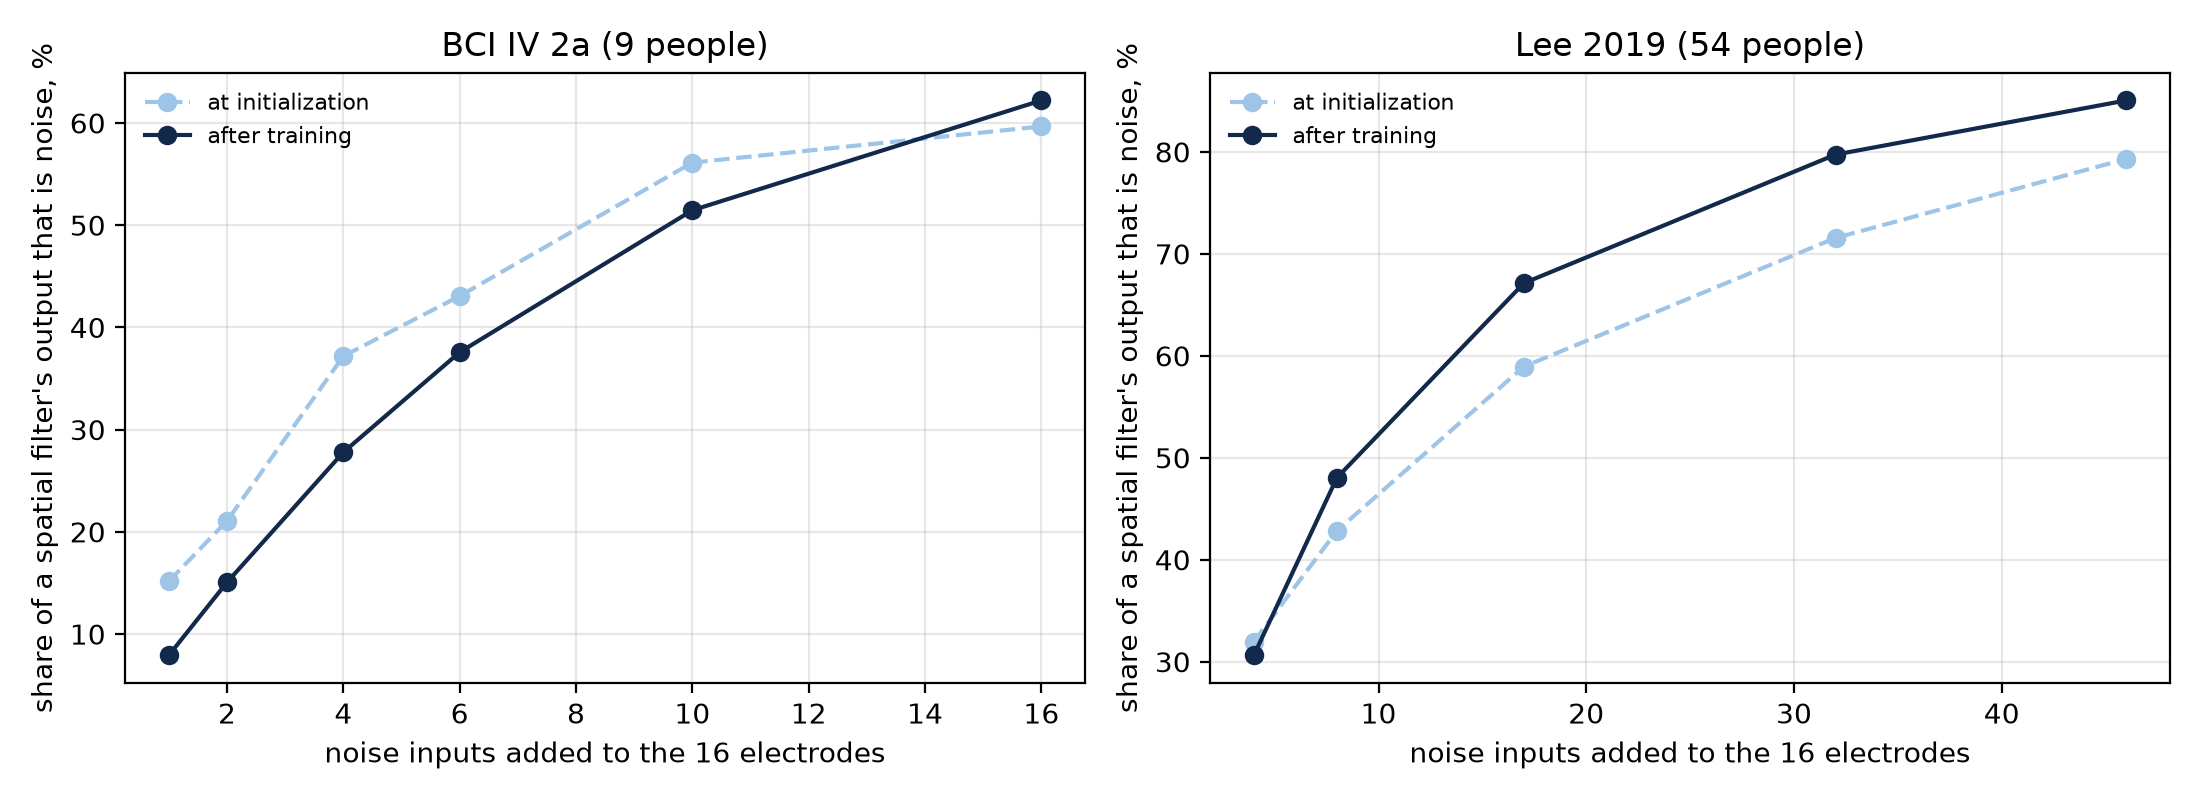 BCI IV 2a (9 people)
share of a spatial filter's output that is noise, %
at initialization
after training
60
50
40
30
20
10
2 4 6 8 10 12 14 16
noise inputs added to the 16 electrodes
Lee 2019 (54 people)
share of a spatial filter's output that is noise, %
at initialization
after training
80
70
60
50
40
30
10 20 30 40
noise inputs added to the 16 electrodes